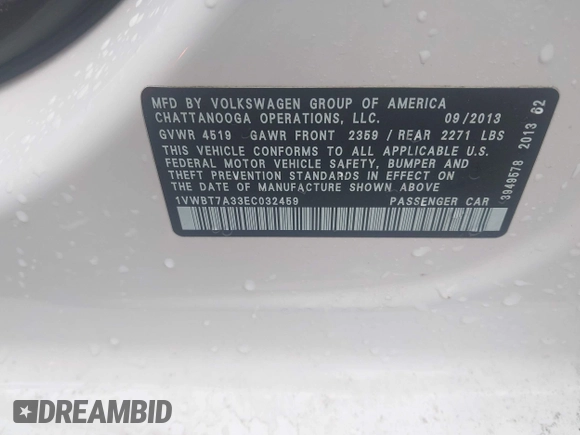 MFD BY VOLKSWAGEN GROUP OF AMERICA
CHATTANOOGA OPERATIONS, LLC. 09/2013
GVWR 4519 GAWR FRONT 2359 / REAR 2271 LBS
THIS VEHICLE CONFORMS TO ALL APPLICABLE U.S.
FEDERAL MOTOR VEHICLE SAFETY, BUMPER AND
THEFT PREVENTION STANDARDS IN EFFECT ON
THE DATE OF MANUFACTURE SHOWN ABOVE
1VWBT7A33EC032459 PASSENGER CAR
3949578 2013 62
DREAMBID